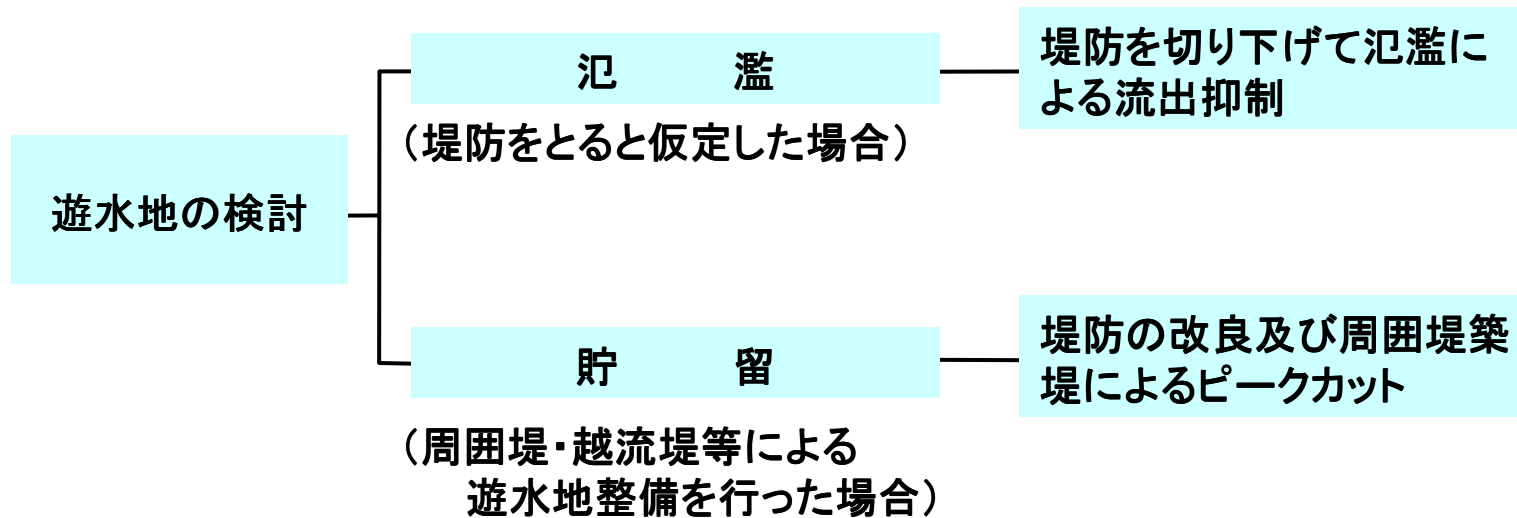 遊水地の検討
氾　　　濫
（堤防をとると仮定した場合）
堤防を切り下げて氾濫に
よる流出抑制
貯　　　留
（周囲堤・越流堤等による
遊水地整備を行った場合）
堤防の改良及び周囲堤築
堤によるピークカット